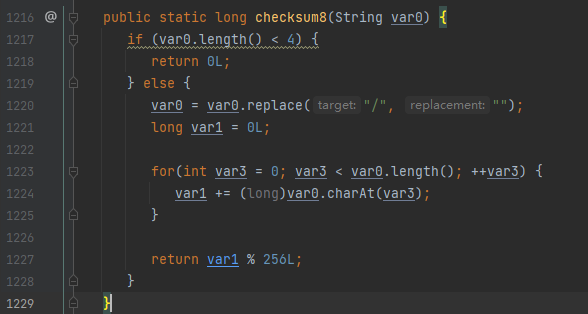 1216 @ public static long checksum8(String var0) {
1217 if (var0.length() < 4) {
1218 return 0L;
1219 } else {
1220 var0 = var0.replace( target: "/", replacement: "");
1221 long var1 = 0L;
1222
1223 for(int var3 = 0; var3 < var0.length(); ++var3) {
1224 var1 += (long)var0.charAt(var3);
1225 }
1226
1227 return var1 % 256L;
1228 }
1229 }